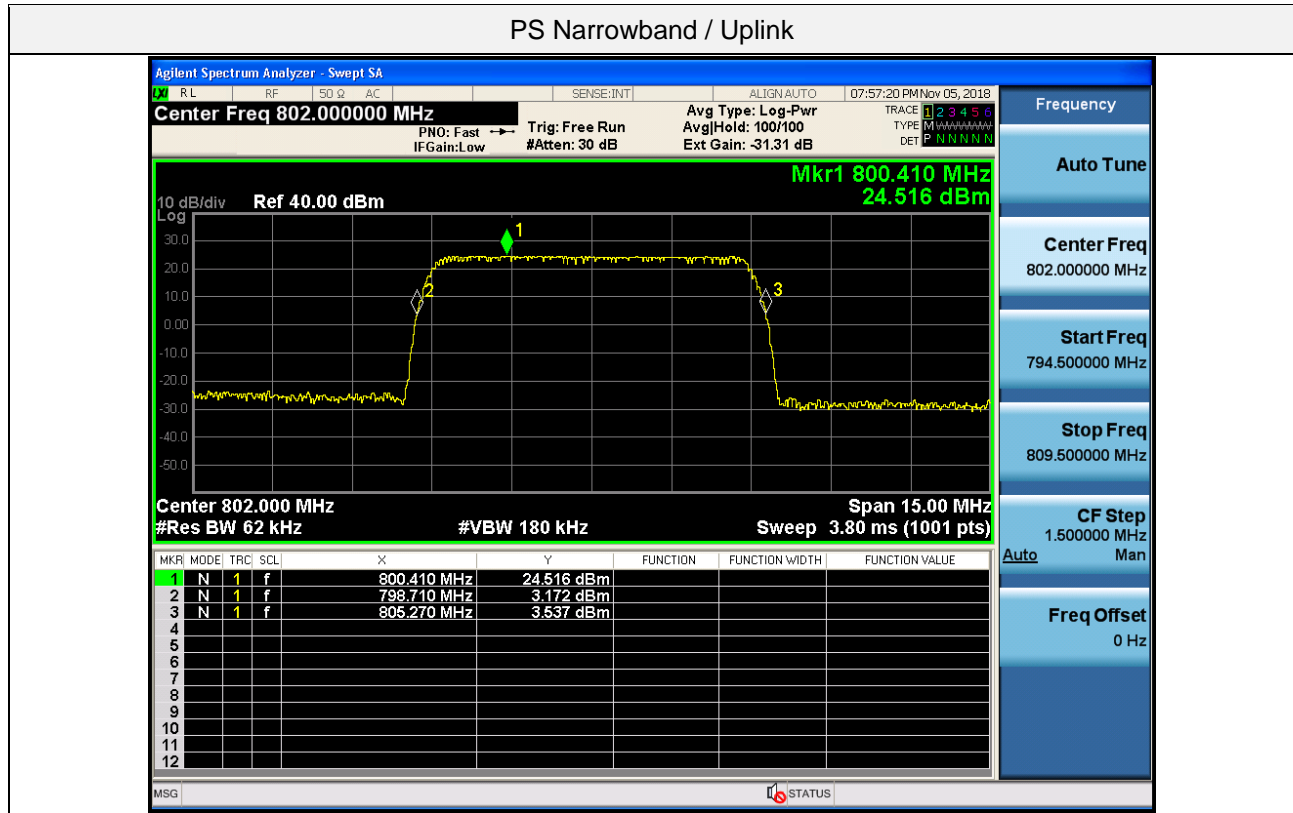 PS Narrowband / Uplink
Agilent Spectrum Analyzer - Swept SA
LXI RL RF 50 Ω AC SENSE:INT ALIGN AUTO 07:57:20 PM Nov 05, 2018
Center Freq 802.000000 MHz
PNO: Fast
IFGain:Low
Trig: Free Run
#Atten: 30 dB
Avg Type: Log-Pwr
Avg|Hold: 100/100
Ext Gain: -31.31 dB
TRACE 1 2 3 4 5 6
TYPE M
DET P N N N N N
Mkr1 800.410 MHz
24.516 dBm
10 dB/div Ref 40.00 dBm
Log
30.0
20.0
10.0
0.00
-10.0
-20.0
-30.0
-40.0
-50.0
1
2
3
Center 802.000 MHz Span 15.00 MHz
#Res BW 62 kHz #VBW 180 kHz Sweep 3.80 ms (1001 pts)
MKR MODE TRC SCL X Y FUNCTION FUNCTION WIDTH FUNCTION VALUE
1 N 1 f 800.410 MHz 24.516 dBm
2 N 1 f 798.710 MHz 3.172 dBm
3 N 1 f 805.270 MHz 3.537 dBm
4
5
6
7
8
9
10
11
12
MSG STATUS
Frequency
Auto Tune
Center Freq
802.000000 MHz
Start Freq
794.500000 MHz
Stop Freq
809.500000 MHz
CF Step
1.500000 MHz
Auto Man
Freq Offset
0 Hz